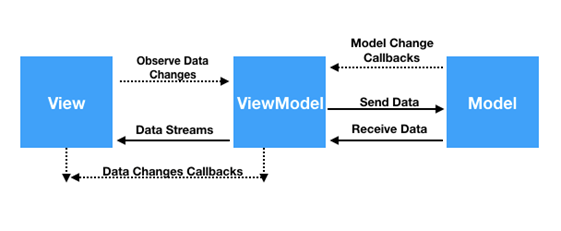 View
Observe Data
Changes
Data Streams
ViewModel
Model Change
Callbacks
Send Data
Receive Data
Model
Data Changes Callbacks